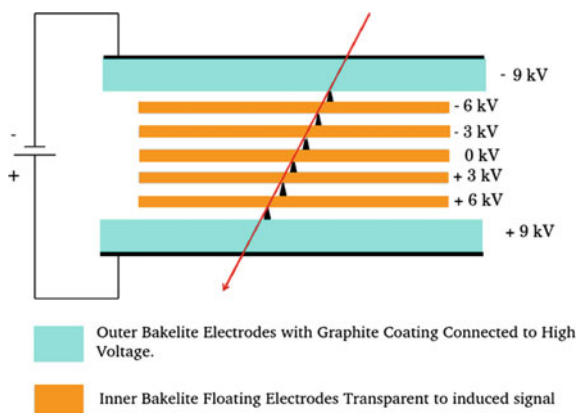 - 9 kV
- 6 kV
- 3 kV
0 kV
+ 3 kV
+ 6 kV
+ 9 kV
-
+
Outer Bakelite Electrodes with Graphite Coating Connected to High
Voltage.
Inner Bakelite Floating Electrodes Transparent to induced signal